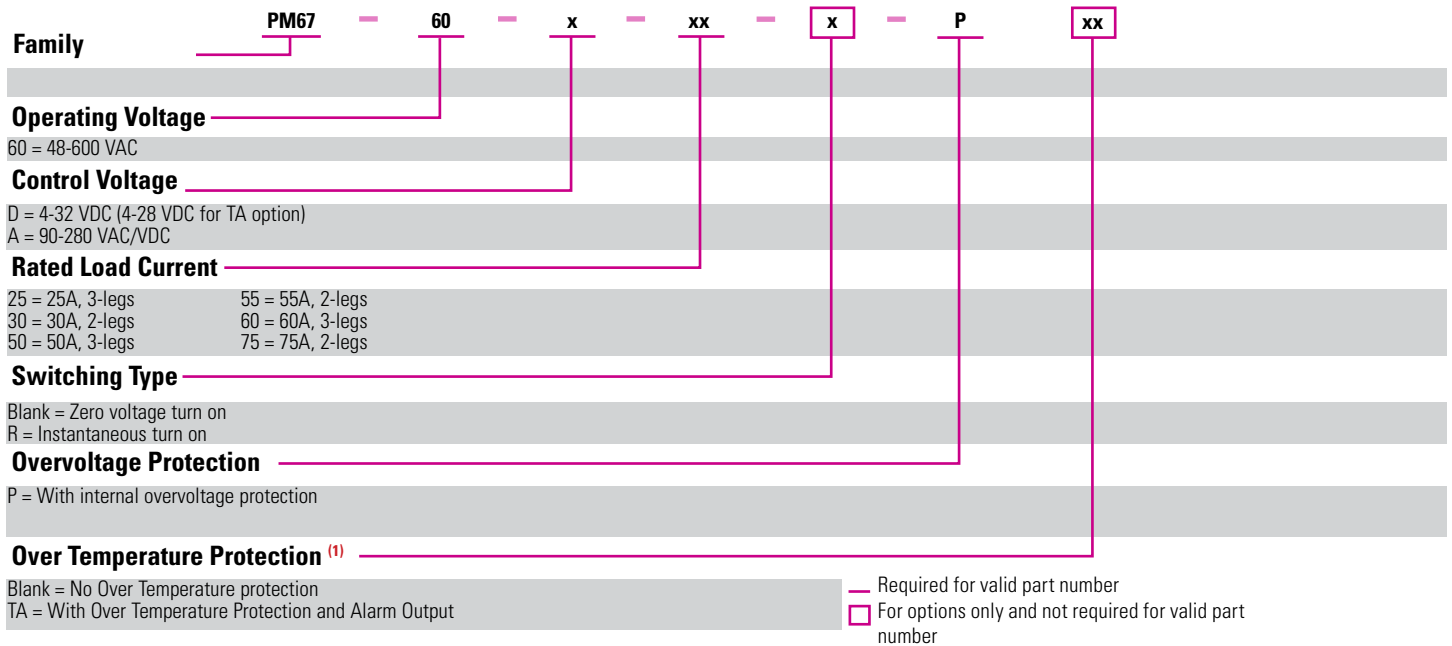 PM67 – 60 – x – xx – x – P xx
Family
Operating Voltage
60 = 48-600 VAC
Control Voltage
D = 4-32 VDC (4-28 VDC for TA option)
A = 90-280 VAC/VDC
Rated Load Current
25 = 25A, 3-legs 55 = 55A, 2-legs
30 = 30A, 2-legs 60 = 60A, 3-legs
50 = 50A, 3-legs 75 = 75A, 2-legs
Switching Type
Blank = Zero voltage turn on
R = Instantaneous turn on
Overvoltage Protection
P = With internal overvoltage protection
Over Temperature Protection (1)
Blank = No Over Temperature protection
TA = With Over Temperature Protection and Alarm Output
Required for valid part number
For options only and not required for valid part
number